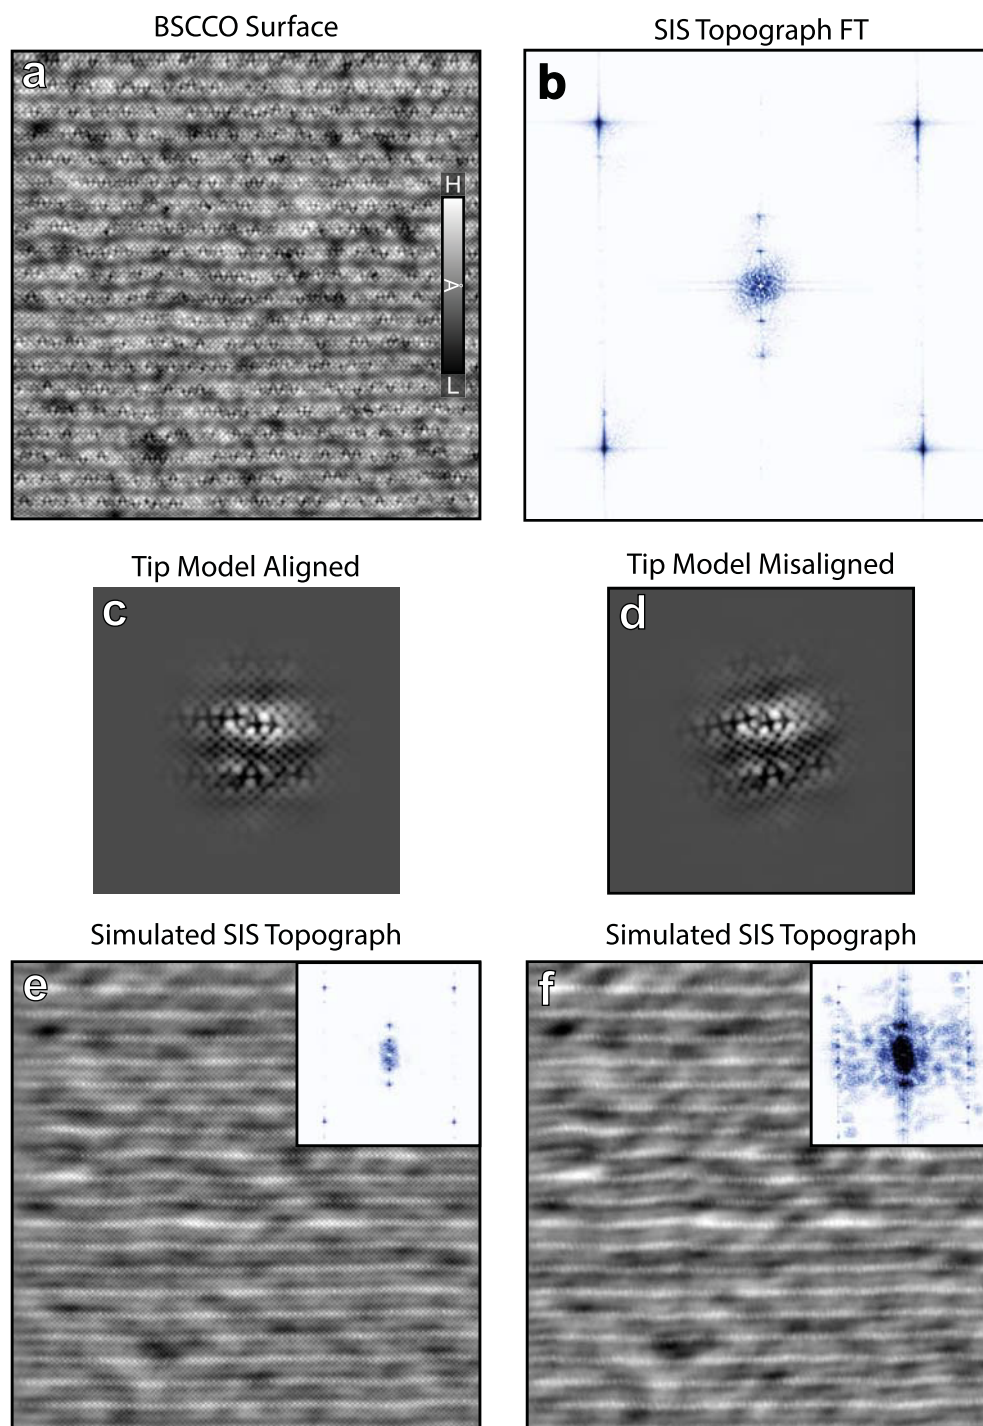 BSCCO Surface
SIS Topograph FT
a
H
Å
L
b
Tip Model Aligned
Tip Model Misaligned
c
d
Simulated SIS Topograph
Simulated SIS Topograph
e
f